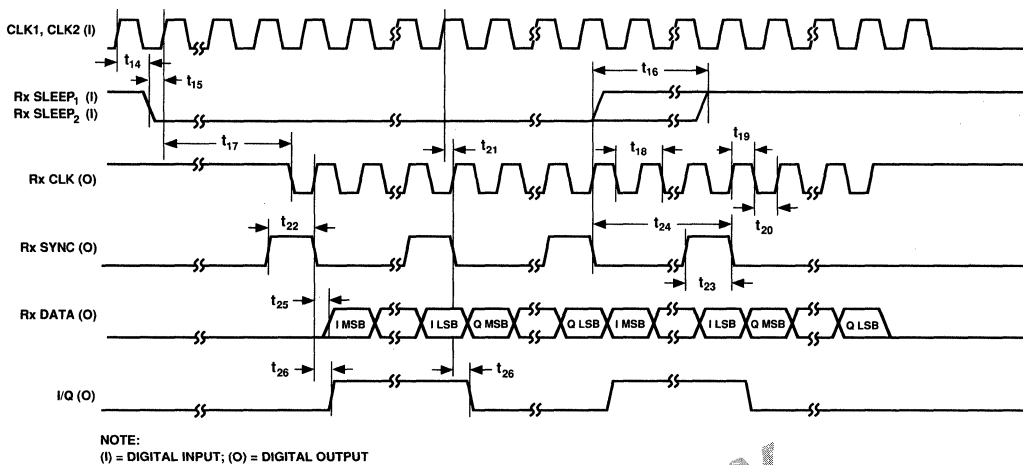 CLK1, CLK2 (I)
t14
t15
t16
Rx SLEEP1 (I)
Rx SLEEP2 (I)
t17
t21
t18
t19
Rx CLK (O)
t22
t24
t20
Rx SYNC (O)
t25
t23
Rx DATA (O)
I MSB
I LSB
Q MSB
Q LSB
I MSB
I LSB
Q MSB
Q LSB
t26
t26
I/Q (O)
NOTE:
(I) = DIGITAL INPUT; (O) = DIGITAL OUTPUT